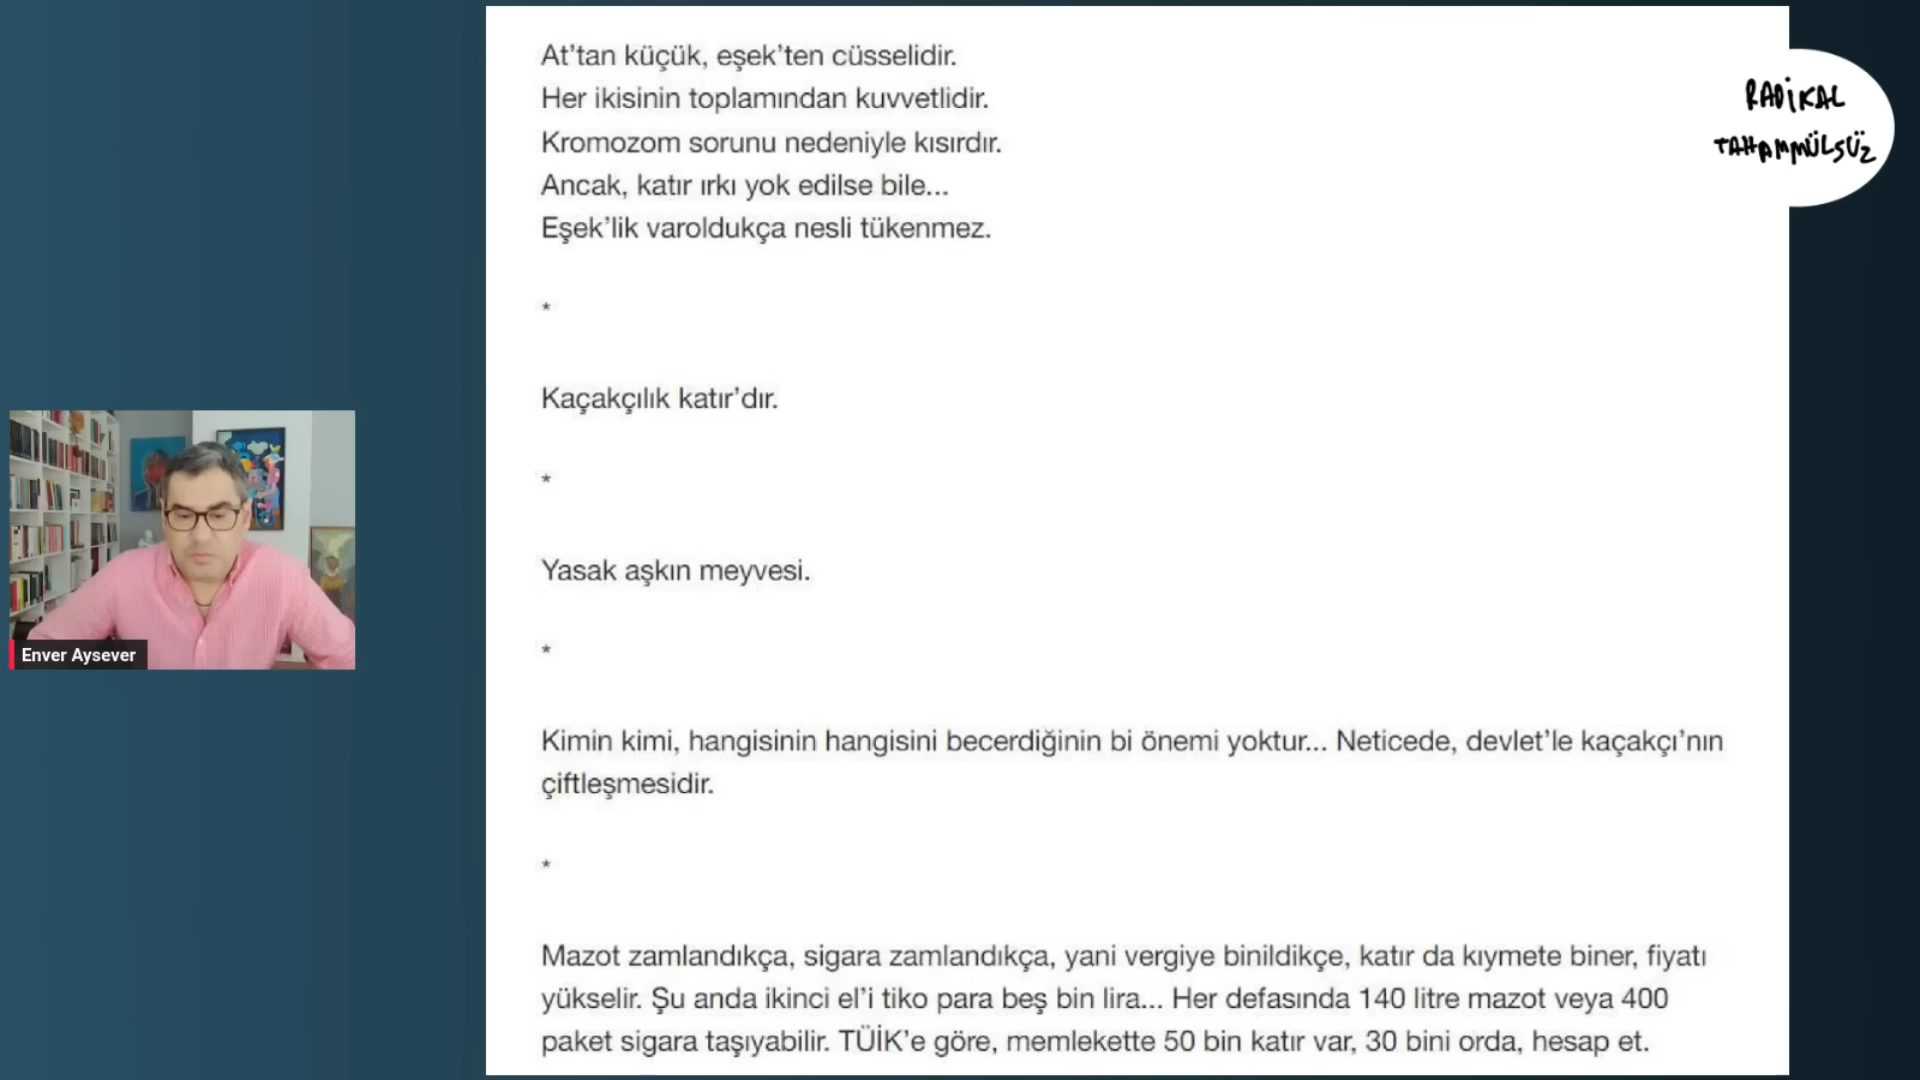 At'tan küçük, eşek'ten cüsselidir.
Her ikisinin toplamından kuvvetlidir.
Kromozom sorunu nedeniyle kısırdır.
Ancak, katır ırkı yok edilse bile...
Eşek'lik varoldukça nesli tükenmez.
*
Kaçakçılık katır'dır.
*
Yasak aşkın meyvesi.
*
Kimin kimi, hangisinin hangisini becerdiğinin bi önemi yoktur... Neticede, devlet'le kaçakçı'nın
çiftleşmesidir.
*
Mazot zamlandıkça, sigara zamlandıkça, yani vergiye binildikçe, katır da kıymete biner, fiyatı
yükselir. Şu anda ikinci el'i tiko para beş bin lira... Her defasında 140 litre mazot veya 400
paket sigara taşıyabilir. TÜİK'e göre, memlekette 50 bin katır var, 30 bini orda, hesap et.
RADİKAL
TAHAMMÜLSÜZ
Enver Aysever